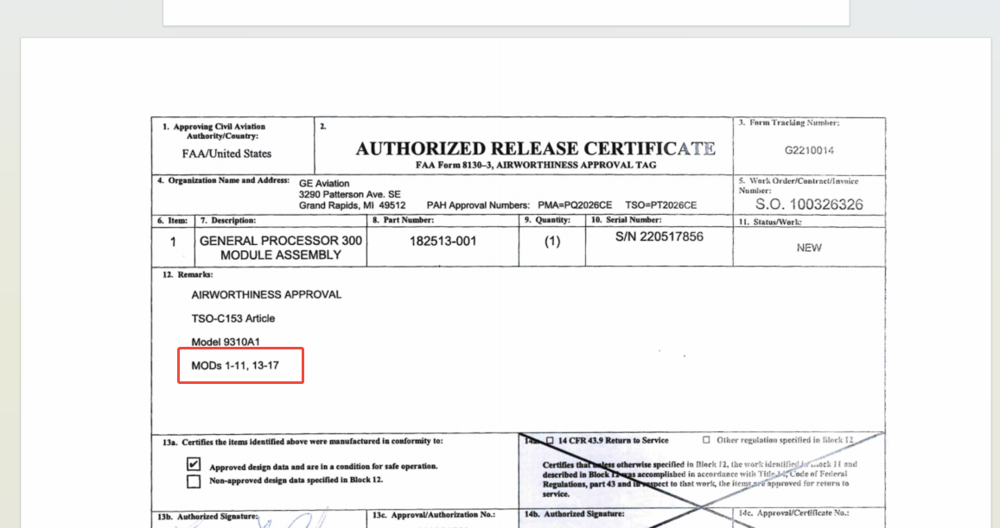 1. Approving Civil Aviation
Authority/Country:
FAA/United States
2.
AUTHORIZED RELEASE CERTIFICATE
FAA Form 8130–3, AIRWORTHINESS APPROVAL TAG
3. Form Tracking Number:
G2210014
4. Organization Name and Address:
GE Aviation
3290 Patterson Ave. SE
Grand Rapids, MI 49512 PAH Approval Numbers: PMA=PQ2026CE TSO=PT2026CE
5. Work Order/Contract/Invoice
Number:
S.O. 100326326
6. Item:
7. Description:
8. Part Number:
9. Quantity:
10. Serial Number:
11. Status/Work:
1
GENERAL PROCESSOR 300
MODULE ASSEMBLY
182513-001
(1)
S/N 220517856
NEW
12. Remarks:
AIRWORTHINESS APPROVAL
TSO-C153 Article
Model 9310A1
MODs 1-11, 13-17
13a. Certifies the items identified above were manufactured in conformity to:
Approved design data and are in a condition for safe operation.
Non-approved design data specified in Block 12.
14a. 14 CFR 43.9 Return to Service
Other regulation specified in Block 12
Certifies that unless otherwise specified in Block 12, the work identified in Block 11 and
described in Block 12 was accomplished in accordance with Title 14, Code of Federal
Regulations, part 43 and in respect to that work, the items are approved for return to
service.
13b. Authorized Signature:
13c. Approval/Authorization No.:
14b. Authorized Signature:
14c. Approval/Certificate No.: